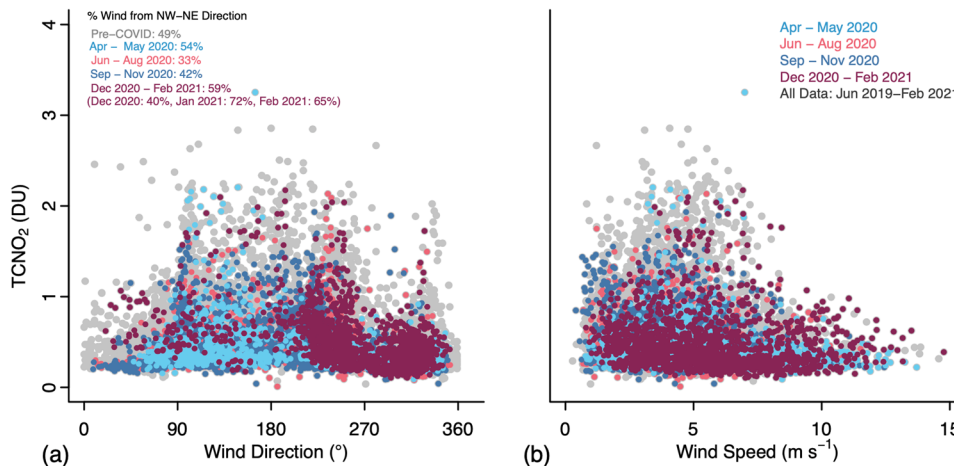 % Wind from NW–NE Direction
Pre-COVID: 49%
Apr – May 2020: 54%
Jun – Aug 2020: 33%
Sep – Nov 2020: 42%
Dec 2020 – Feb 2021: 59%
(Dec 2020: 40%, Jan 2021: 72%, Feb 2021: 65%)
TCNO₂ (DU)
4
3
2
1
0
0 90 180 270 360
(a) Wind Direction (°)
Apr – May 2020
Jun – Aug 2020
Sep – Nov 2020
Dec 2020 – Feb 2021
All Data: Jun 2019–Feb 2021
0 5 10 15
(b) Wind Speed (m s⁻¹)